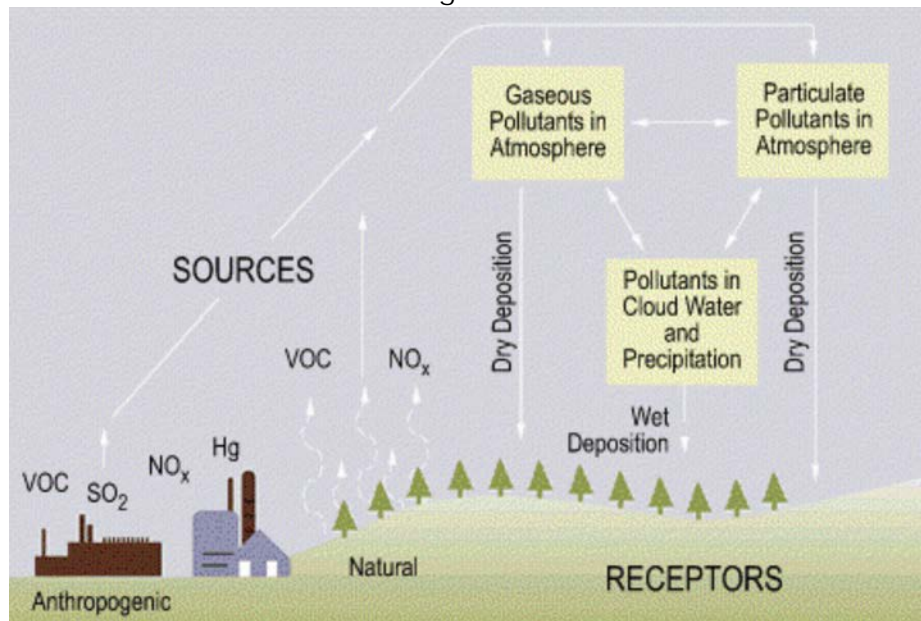 Gaseous
Pollutants in
Atmosphere
Particulate
Pollutants in
Atmosphere
SOURCES
Dry Deposition
Pollutants in
Cloud Water
and
Precipitation
Dry Deposition
VOC
NOx
Wet
Deposition
VOC
SO2
NOx
Hg
Natural
RECEPTORS
Anthropogenic